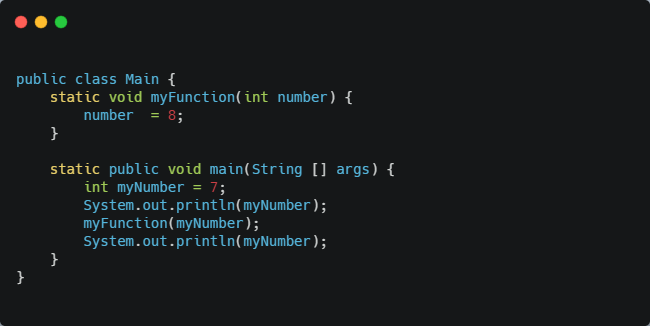 public class Main {
    static void myFunction(int number) {
        number  = 8;
    }

    static public void main(String [] args) {
        int myNumber = 7;
        System.out.println(myNumber);
        myFunction(myNumber);
        System.out.println(myNumber);
    }
}